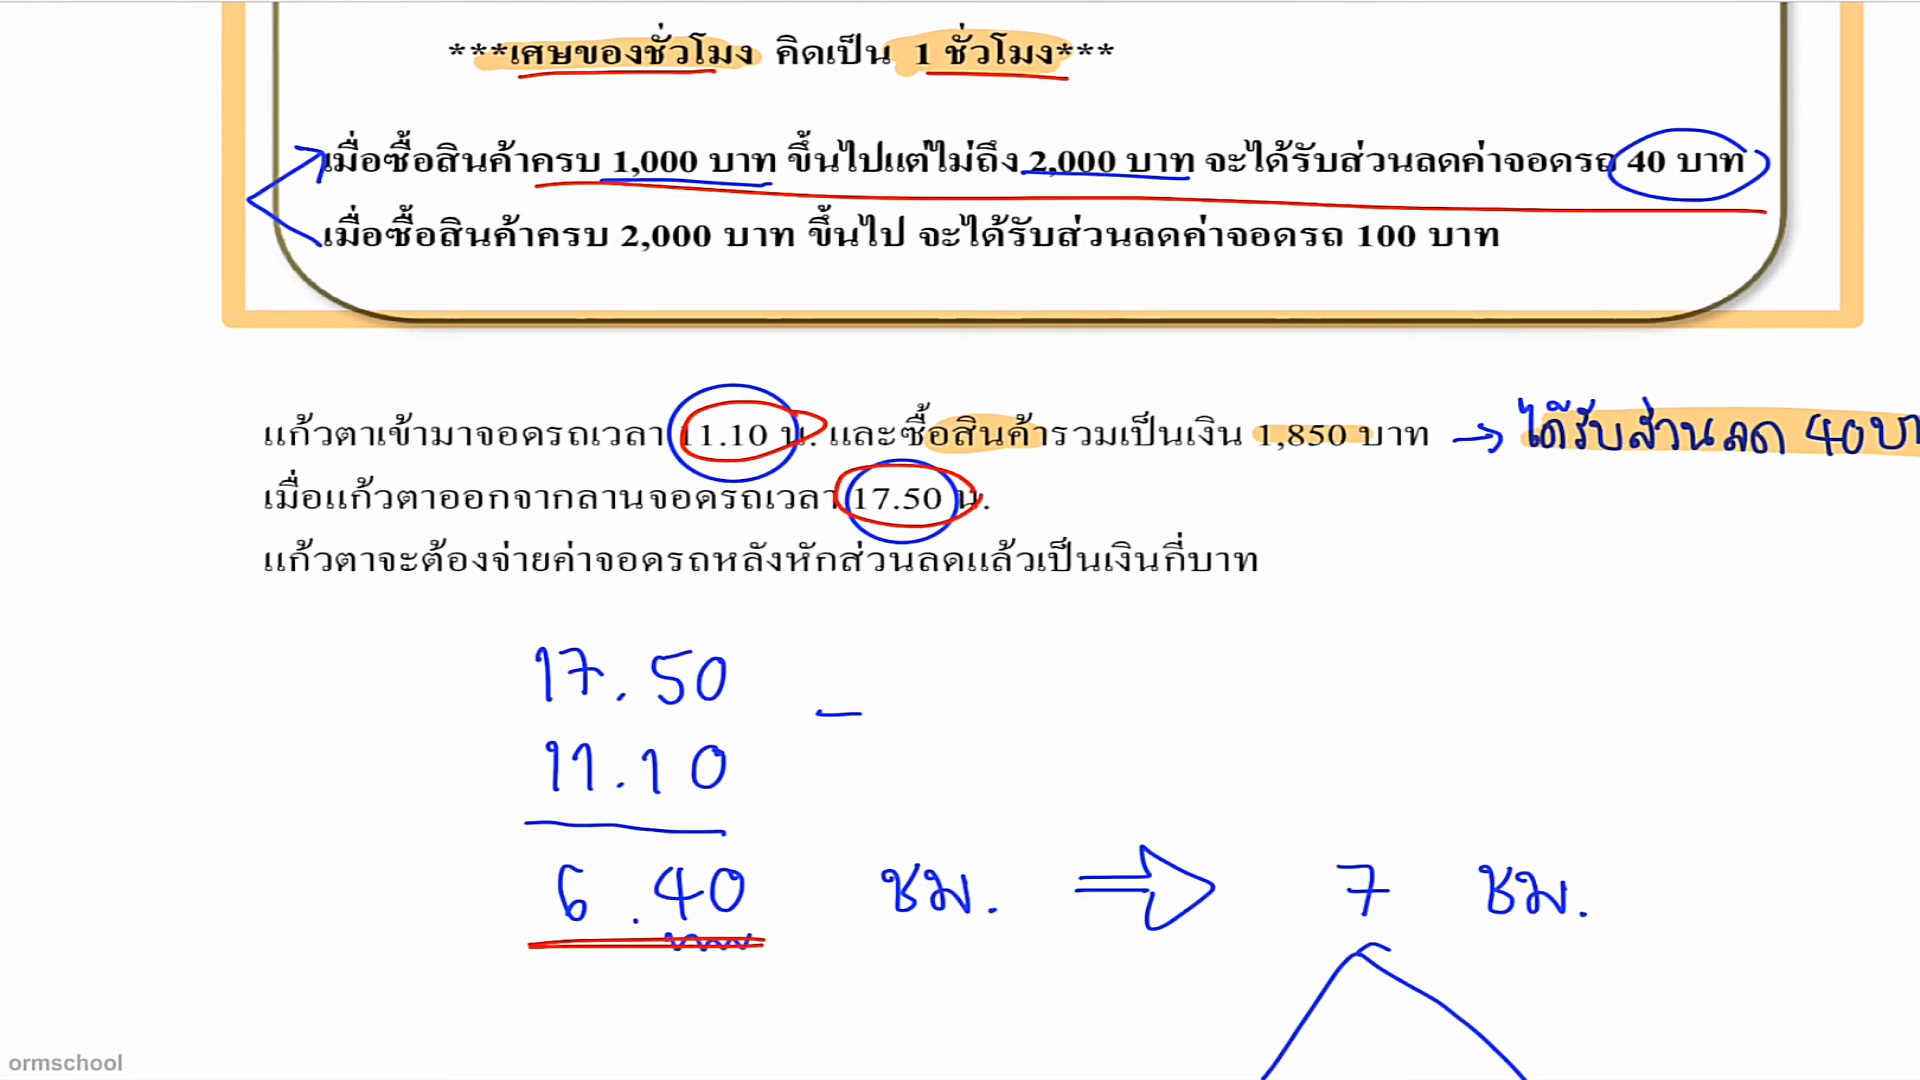 ***เศษของชั่วโมง คิดเป็น 1 ชั่วโมง***
เมื่อซื้อสินค้าครบ 1,000 บาท ขึ้นไปแต่ไม่ถึง 2,000 บาท จะได้รับส่วนลดค่าจอดรถ 40 บาท
เมื่อซื้อสินค้าครบ 2,000 บาท ขึ้นไป จะได้รับส่วนลดค่าจอดรถ 100 บาท
แก้วตาเข้ามาจอดรถเวลา 11.10 น. และซื้อสินค้ารวมเป็นเงิน 1,850 บาท → ได้รับส่วนลด 40 บา
เมื่อแก้วตาออกจากลานจอดรถเวลา 17.50 น.
แก้วตาจะต้องจ่ายค่าจอดรถหลังหักส่วนลดแล้วเป็นเงินกี่บาท
17.50 –
11.10
6.40 ชม. ⇒ 7 ชม.
ormschool